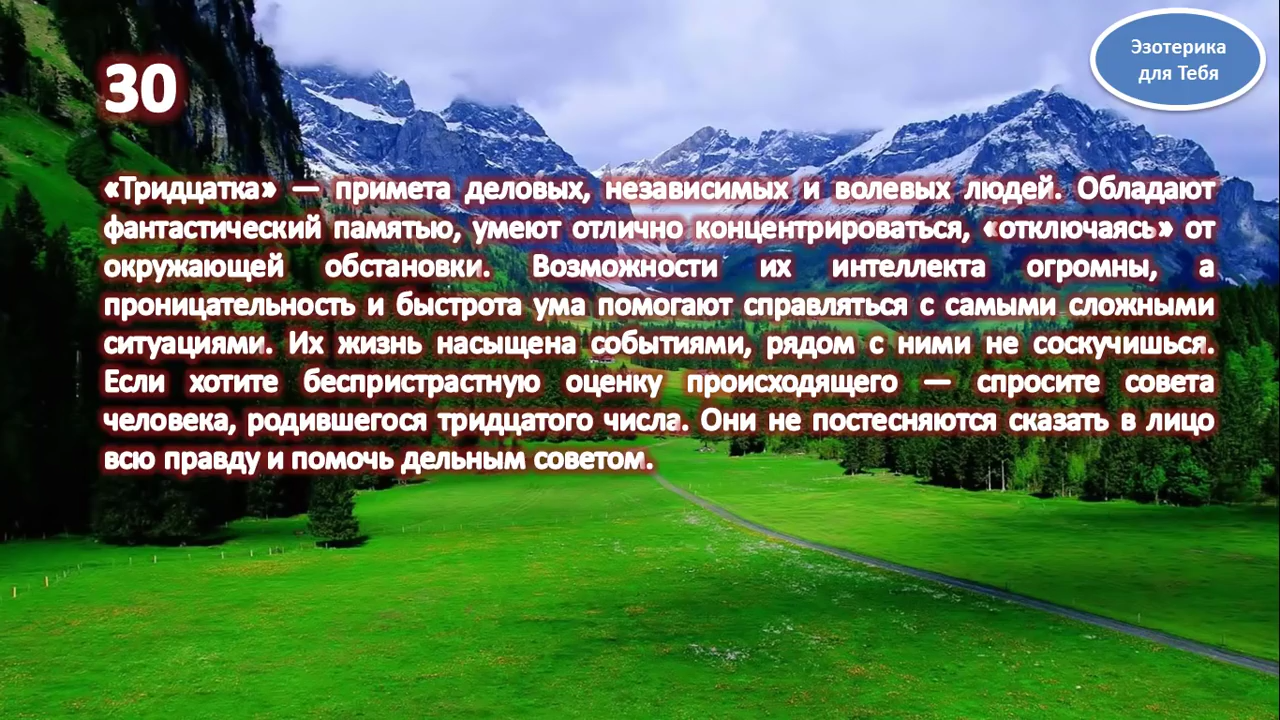 Эзотерика
для Тебя
30
«Тридцатка» — примета деловых, независимых и волевых людей. Обладают
фантастический памятью, умеют отлично концентрироваться, «отключаясь» от
окружающей обстановки. Возможности их интеллекта огромны, а
проницательность и быстрота ума помогают справляться с самыми сложными
ситуациями. Их жизнь насыщена событиями, рядом с ними не соскучишься.
Если хотите беспристрастную оценку происходящего — спросите совета
человека, родившегося тридцатого числа. Они не постесняются сказать в лицо
всю правду и помочь дельным советом.